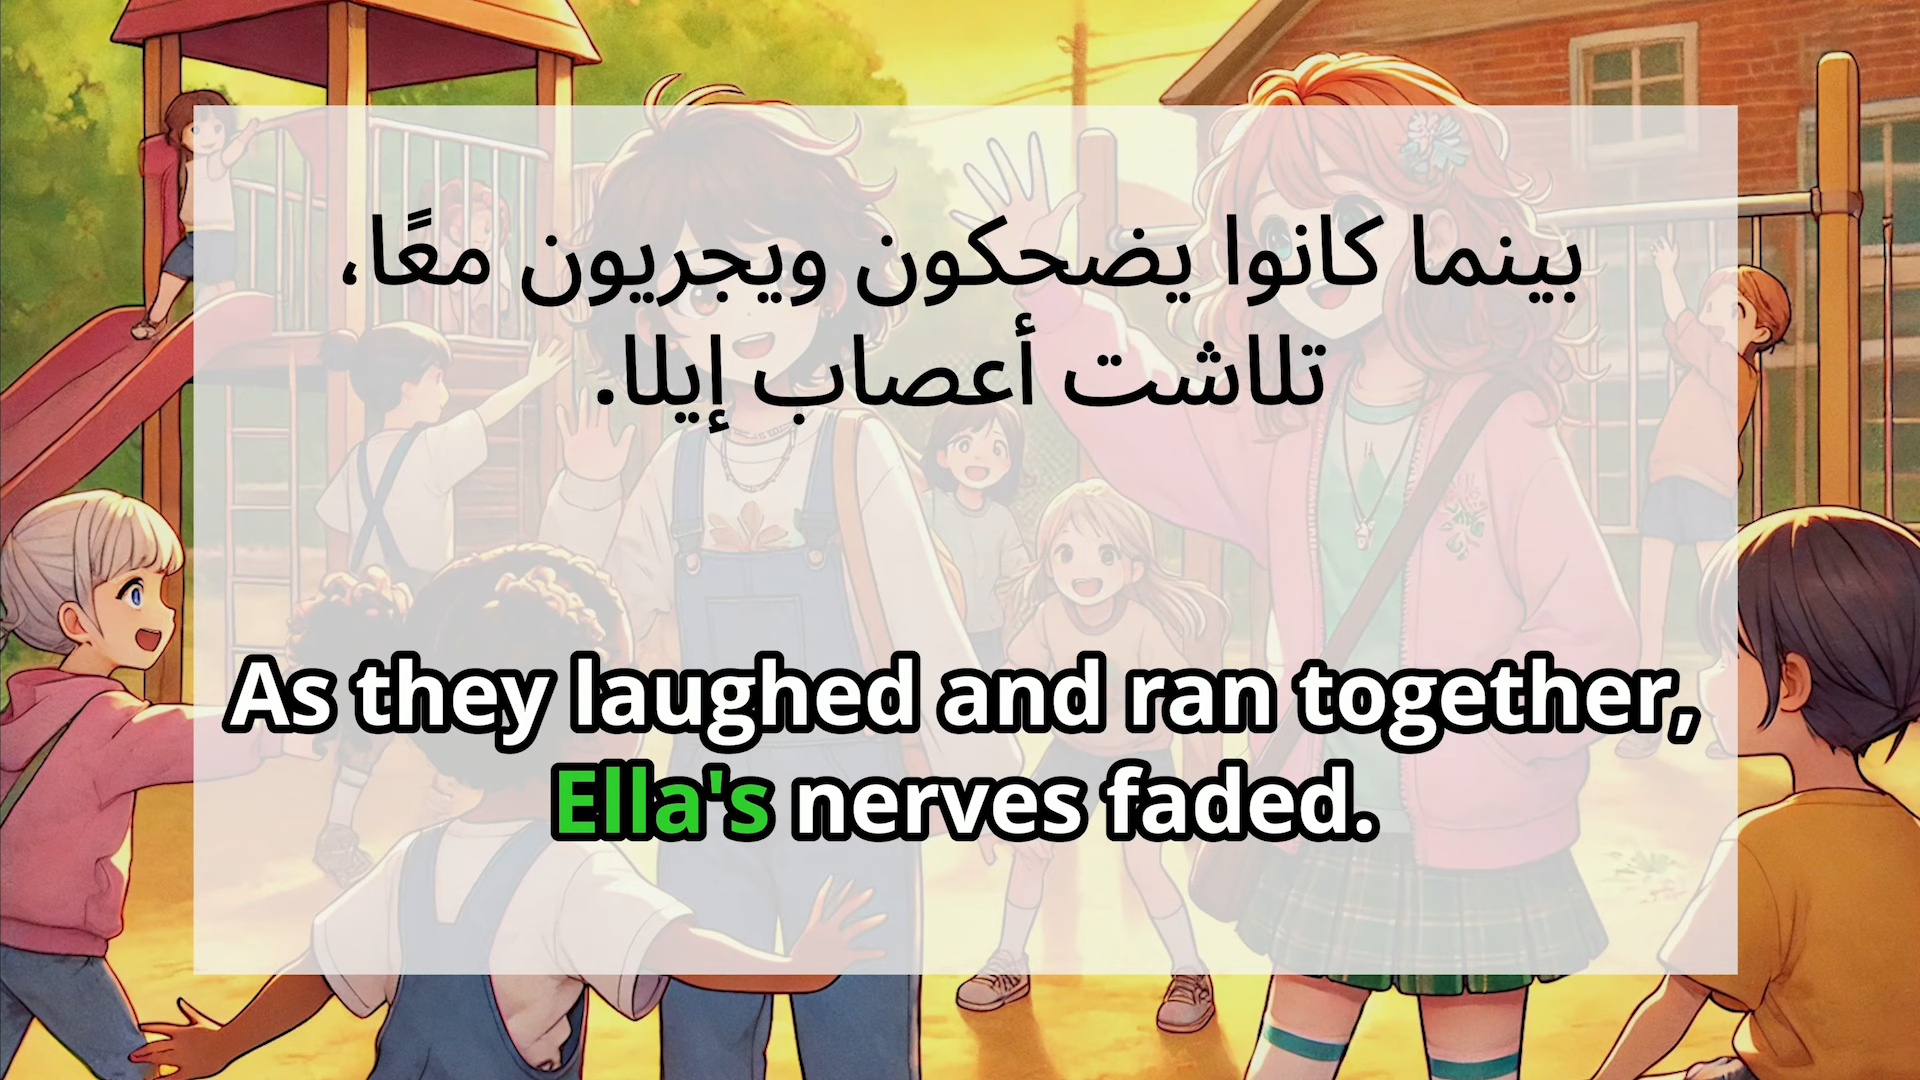 بينما كانوا يضحكون ويجريون معًا،
تلاشت أعصاب إيلا.
As they laughed and ran together,
Ella's nerves faded.